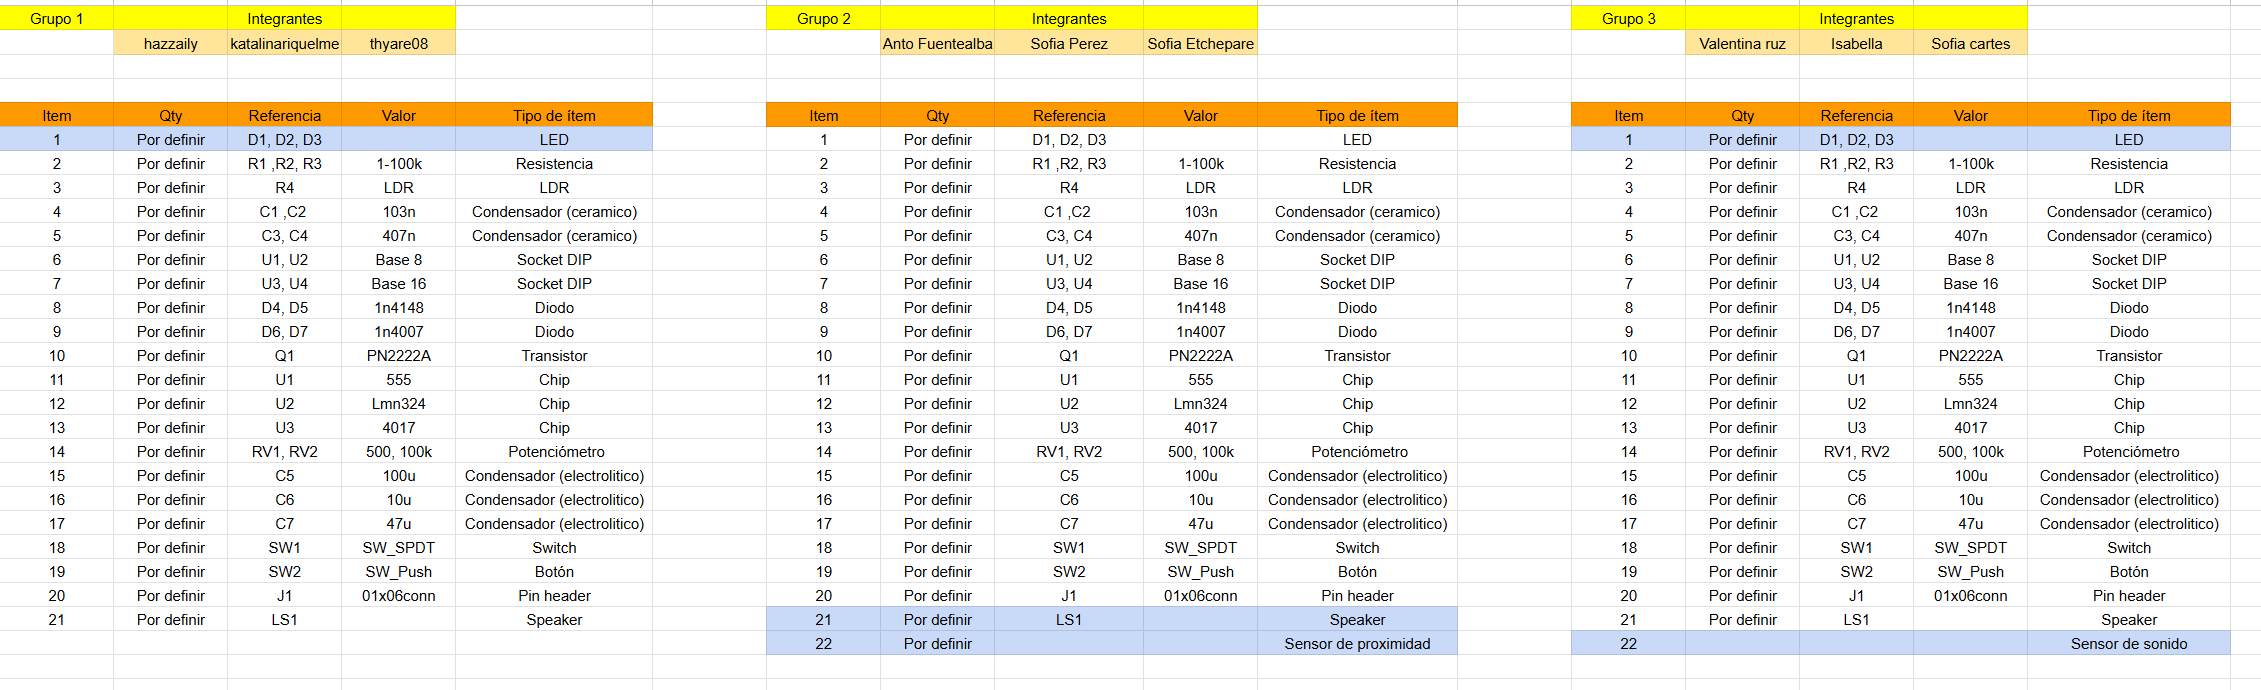 Grupo 1 Integrantes Grupo 2 Integrantes Grupo 3 Integrantes
hazzaily katalinariquelme thyare08 Anto Fuentealba Sofia Perez Sofia Etchepare Valentina ruz Isabella Sofia cartes
Item Qty Referencia Valor Tipo de ítem Item Qty Referencia Valor Tipo de ítem Item Qty Referencia Valor Tipo de ítem
1 Por definir D1, D2, D3 LED 1 Por definir D1, D2, D3 LED 1 Por definir D1, D2, D3 LED
2 Por definir R1 ,R2, R3 1-100k Resistencia 2 Por definir R1 ,R2, R3 1-100k Resistencia 2 Por definir R1 ,R2, R3 1-100k Resistencia
3 Por definir R4 LDR LDR 3 Por definir R4 LDR LDR 3 Por definir R4 LDR LDR
4 Por definir C1 ,C2 103n Condensador (ceramico) 4 Por definir C1 ,C2 103n Condensador (ceramico) 4 Por definir C1 ,C2 103n Condensador (ceramico)
5 Por definir C3, C4 407n Condensador (ceramico) 5 Por definir C3, C4 407n Condensador (ceramico) 5 Por definir C3, C4 407n Condensador (ceramico)
6 Por definir U1, U2 Base 8 Socket DIP 6 Por definir U1, U2 Base 8 Socket DIP 6 Por definir U1, U2 Base 8 Socket DIP
7 Por definir U3, U4 Base 16 Socket DIP 7 Por definir U3, U4 Base 16 Socket DIP 7 Por definir U3, U4 Base 16 Socket DIP
8 Por definir D4, D5 1n4148 Diodo 8 Por definir D4, D5 1n4148 Diodo 8 Por definir D4, D5 1n4148 Diodo
9 Por definir D6, D7 1n4007 Diodo 9 Por definir D6, D7 1n4007 Diodo 9 Por definir D6, D7 1n4007 Diodo
10 Por definir Q1 PN2222A Transistor 10 Por definir Q1 PN2222A Transistor 10 Por definir Q1 PN2222A Transistor
11 Por definir U1 555 Chip 11 Por definir U1 555 Chip 11 Por definir U1 555 Chip
12 Por definir U2 Lmn324 Chip 12 Por definir U2 Lmn324 Chip 12 Por definir U2 Lmn324 Chip
13 Por definir U3 4017 Chip 13 Por definir U3 4017 Chip 13 Por definir U3 4017 Chip
14 Por definir RV1, RV2 500, 100k Potenciómetro 14 Por definir RV1, RV2 500, 100k Potenciómetro 14 Por definir RV1, RV2 500, 100k Potenciómetro
15 Por definir C5 100u Condensador (electrolitico) 15 Por definir C5 100u Condensador (electrolitico) 15 Por definir C5 100u Condensador (electrolitico)
16 Por definir C6 10u Condensador (electrolitico) 16 Por definir C6 10u Condensador (electrolitico) 16 Por definir C6 10u Condensador (electrolitico)
17 Por definir C7 47u Condensador (electrolitico) 17 Por definir C7 47u Condensador (electrolitico) 17 Por definir C7 47u Condensador (electrolitico)
18 Por definir SW1 SW_SPDT Switch 18 Por definir SW1 SW_SPDT Switch 18 Por definir SW1 SW_SPDT Switch
19 Por definir SW2 SW_Push Botón 19 Por definir SW2 SW_Push Botón 19 Por definir SW2 SW_Push Botón
20 Por definir J1 01x06conn Pin header 20 Por definir J1 01x06conn Pin header 20 Por definir J1 01x06conn Pin header
21 Por definir LS1 Speaker 21 Por definir LS1 Speaker 21 Por definir LS1 Speaker
22 Por definir Sensor de proximidad 22 Sensor de sonido